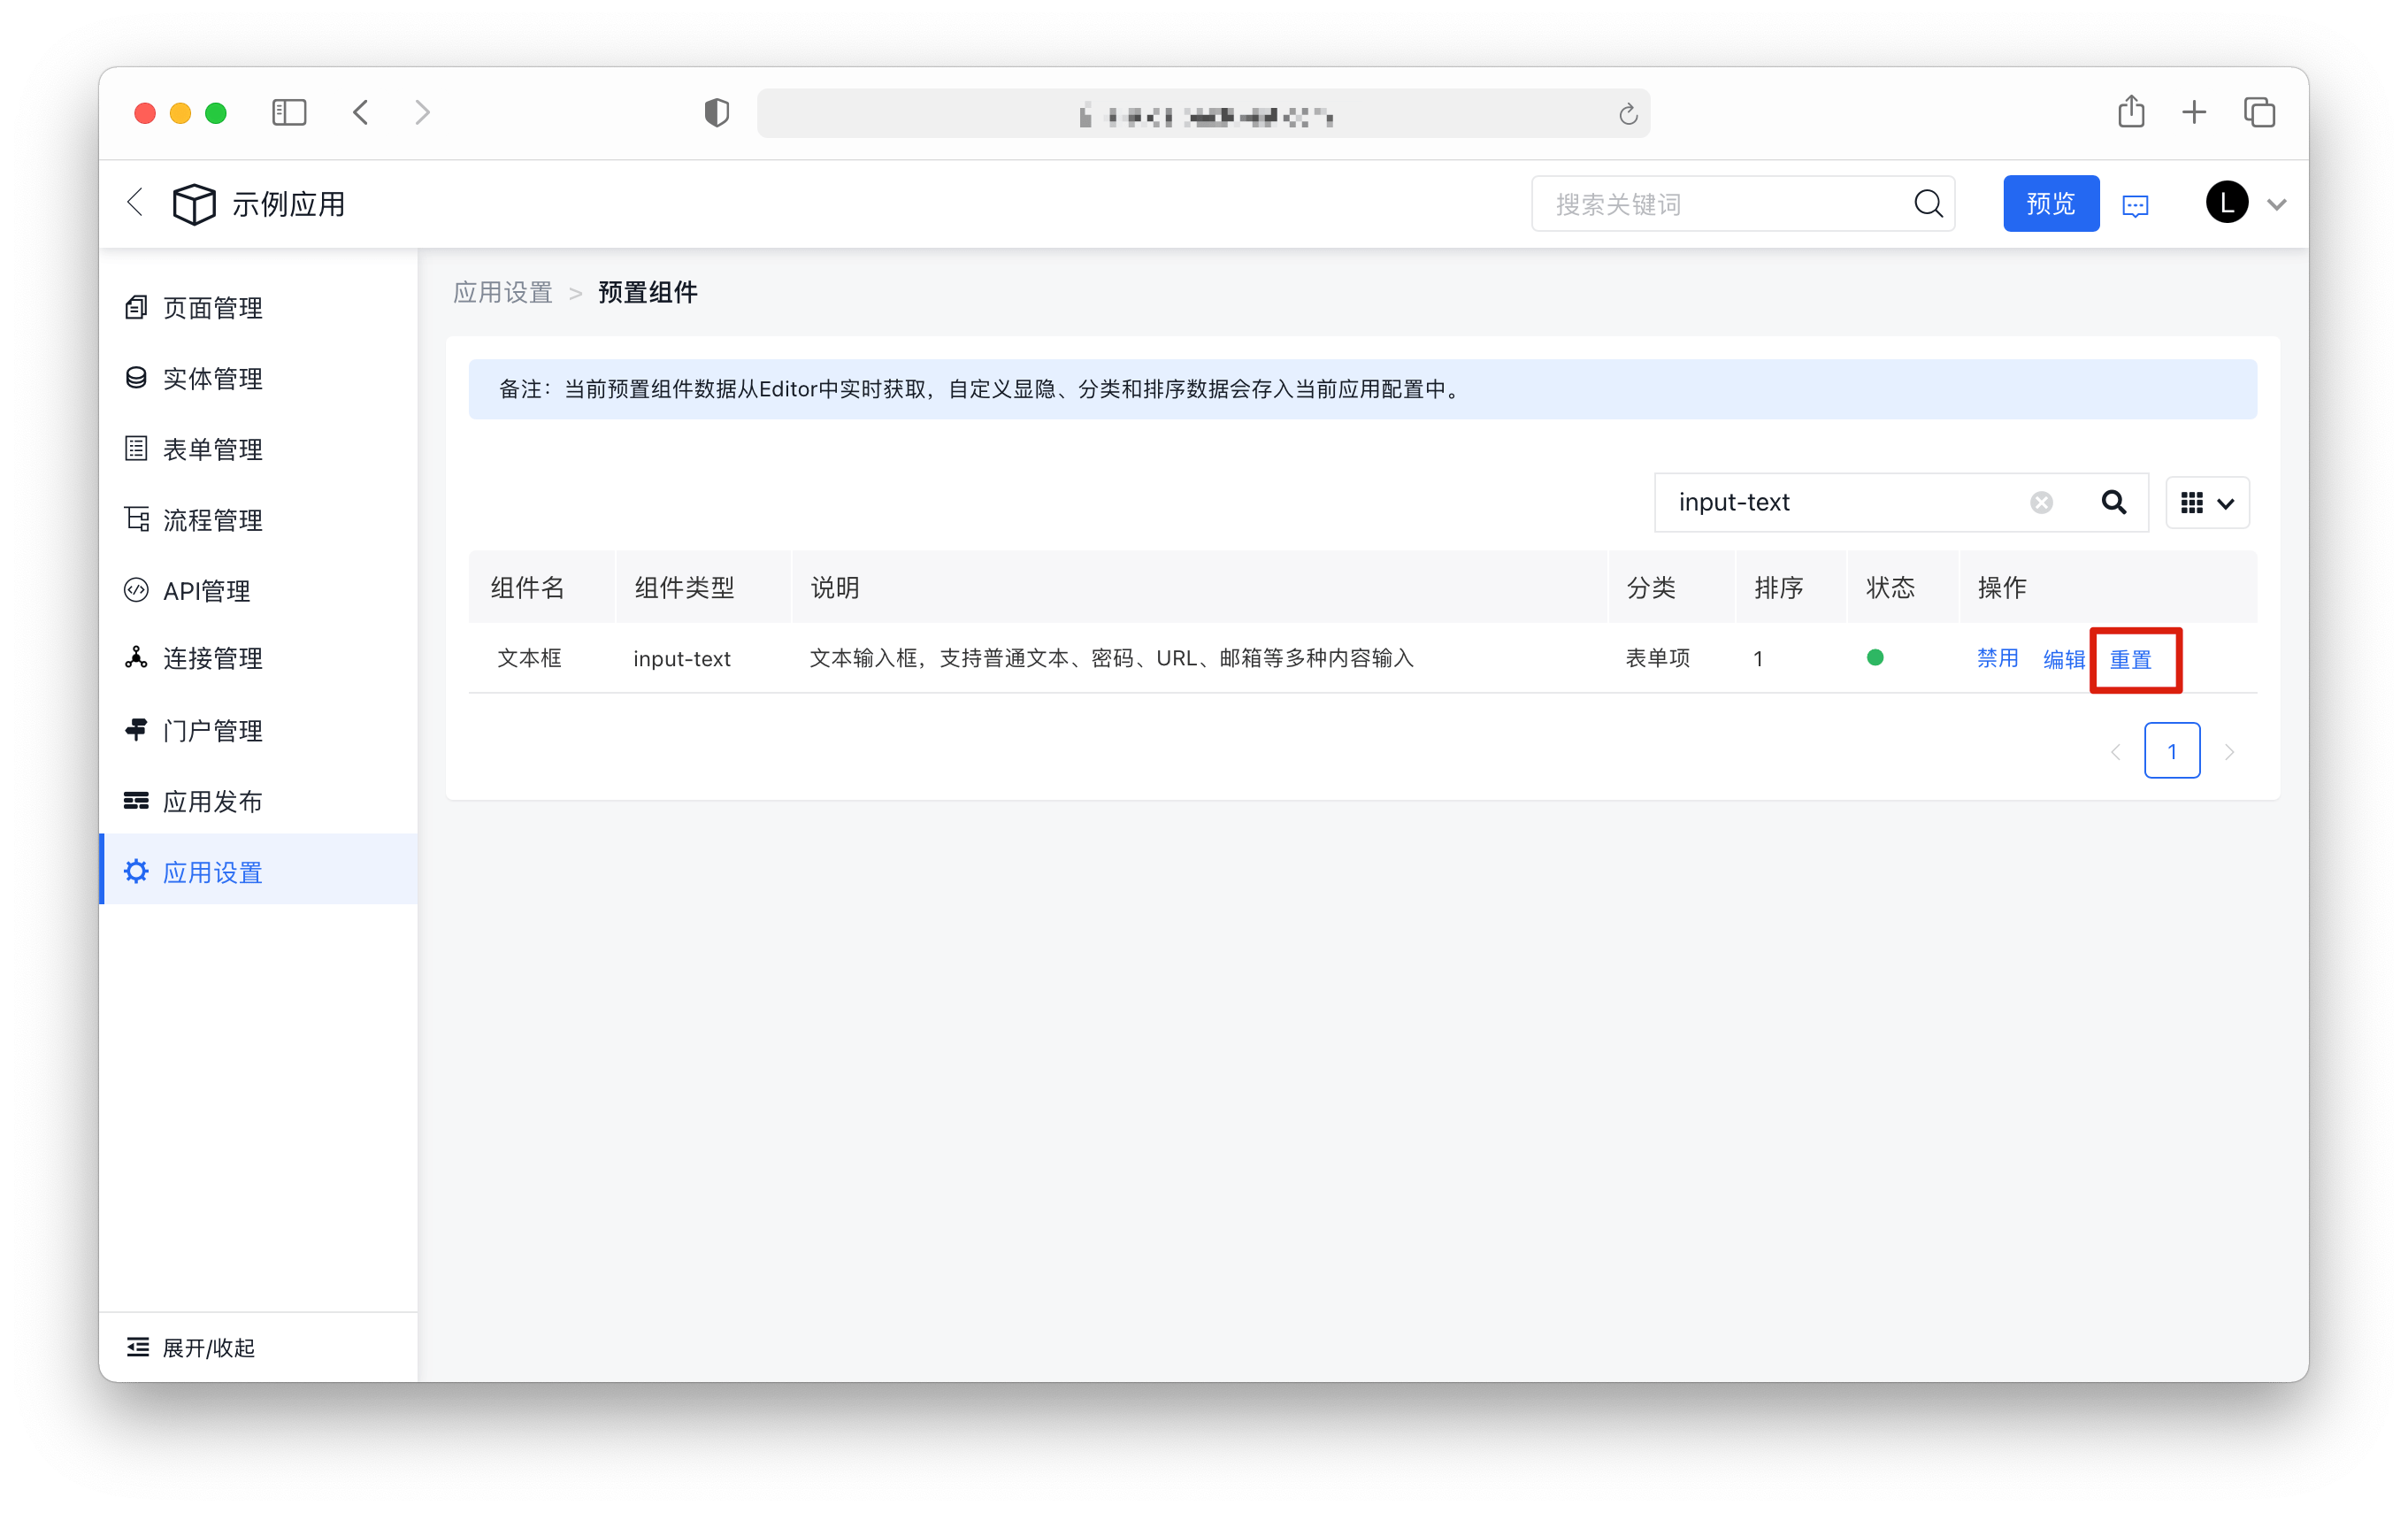 示例应用
搜索关键词
预览
L
页面管理
实体管理
表单管理
流程管理
API管理
连接管理
门户管理
应用发布
应用设置
展开/收起
应用设置 > 预置组件
备注：当前预置组件数据从Editor中实时获取，自定义显隐、分类和排序数据会存入当前应用配置中。
input-text
组件名 组件类型 说明 分类 排序 状态 操作
文本框 input-text 文本输入框，支持普通文本、密码、URL、邮箱等多种内容输入 表单项 1 禁用 编辑 重置
1